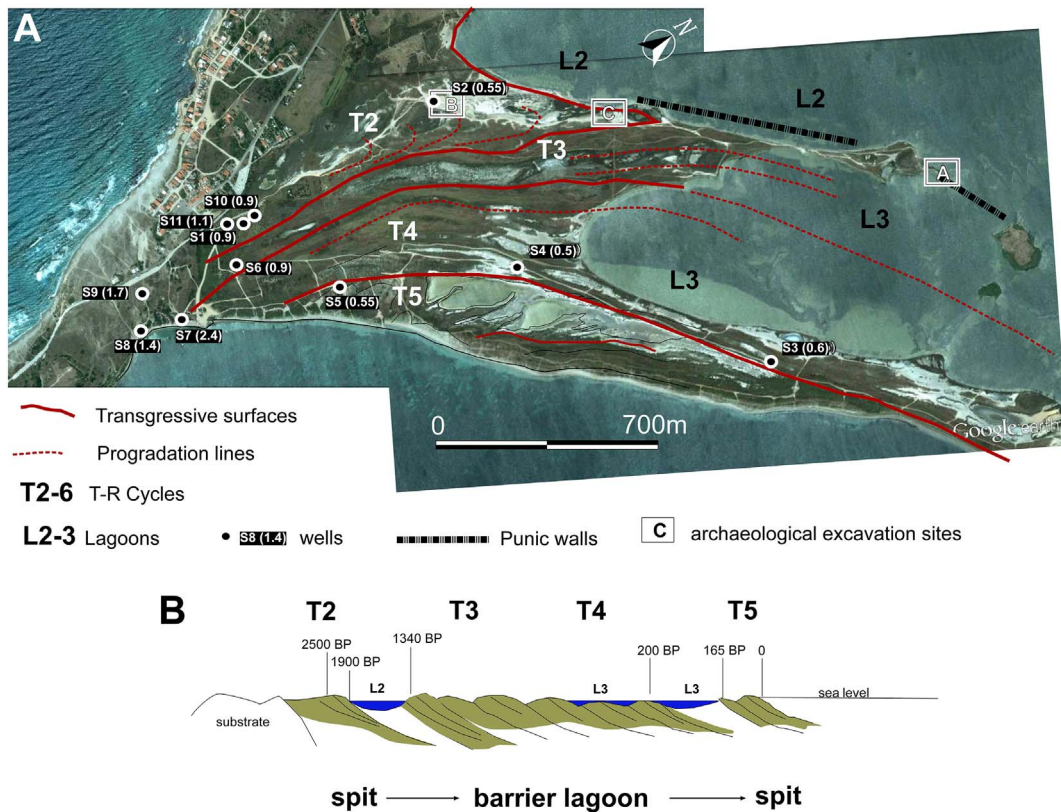 A
N
L2
S2 (0.55)
L2
B
C
T2
T3
A
S10 (0.9)
S11 (1.1)
S1 (0.9)
L3
T4
S4 (0.5)
S6 (0.9)
L3
S9 (1.7)
S5 (0.55)
T5
S7 (2.4)
S8 (1.4)
S3 (0.6)
Google earth
0 700m
Transgressive surfaces
Progradation lines
T2-6 T-R Cycles
L2-3 Lagoons S8 (1.4) wells Punic walls C archaeological excavation sites
B
T2 T3 T4 T5
2500 BP 1340 BP 200 BP 165 BP 0
1900 BP
L2 L3 L3
sea level
substrate
spit barrier lagoon spit